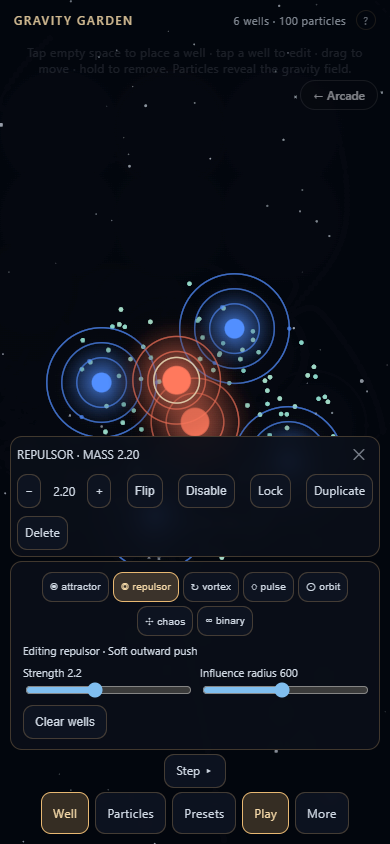 GRAVITY GARDEN
6 wells · 100 particles ?
Tap empty space to place a well · tap a well to edit · drag to
move · hold to remove. Particles reveal the gravity field.
← Arcade
REPULSOR · MASS 2.20
− 2.20 + Flip Disable Lock Duplicate
Delete
attractor repulsor vortex pulse orbit
chaos binary
Editing repulsor · Soft outward push
Strength 2.2 Influence radius 600
Clear wells
Step
Well Particles Presets Play More